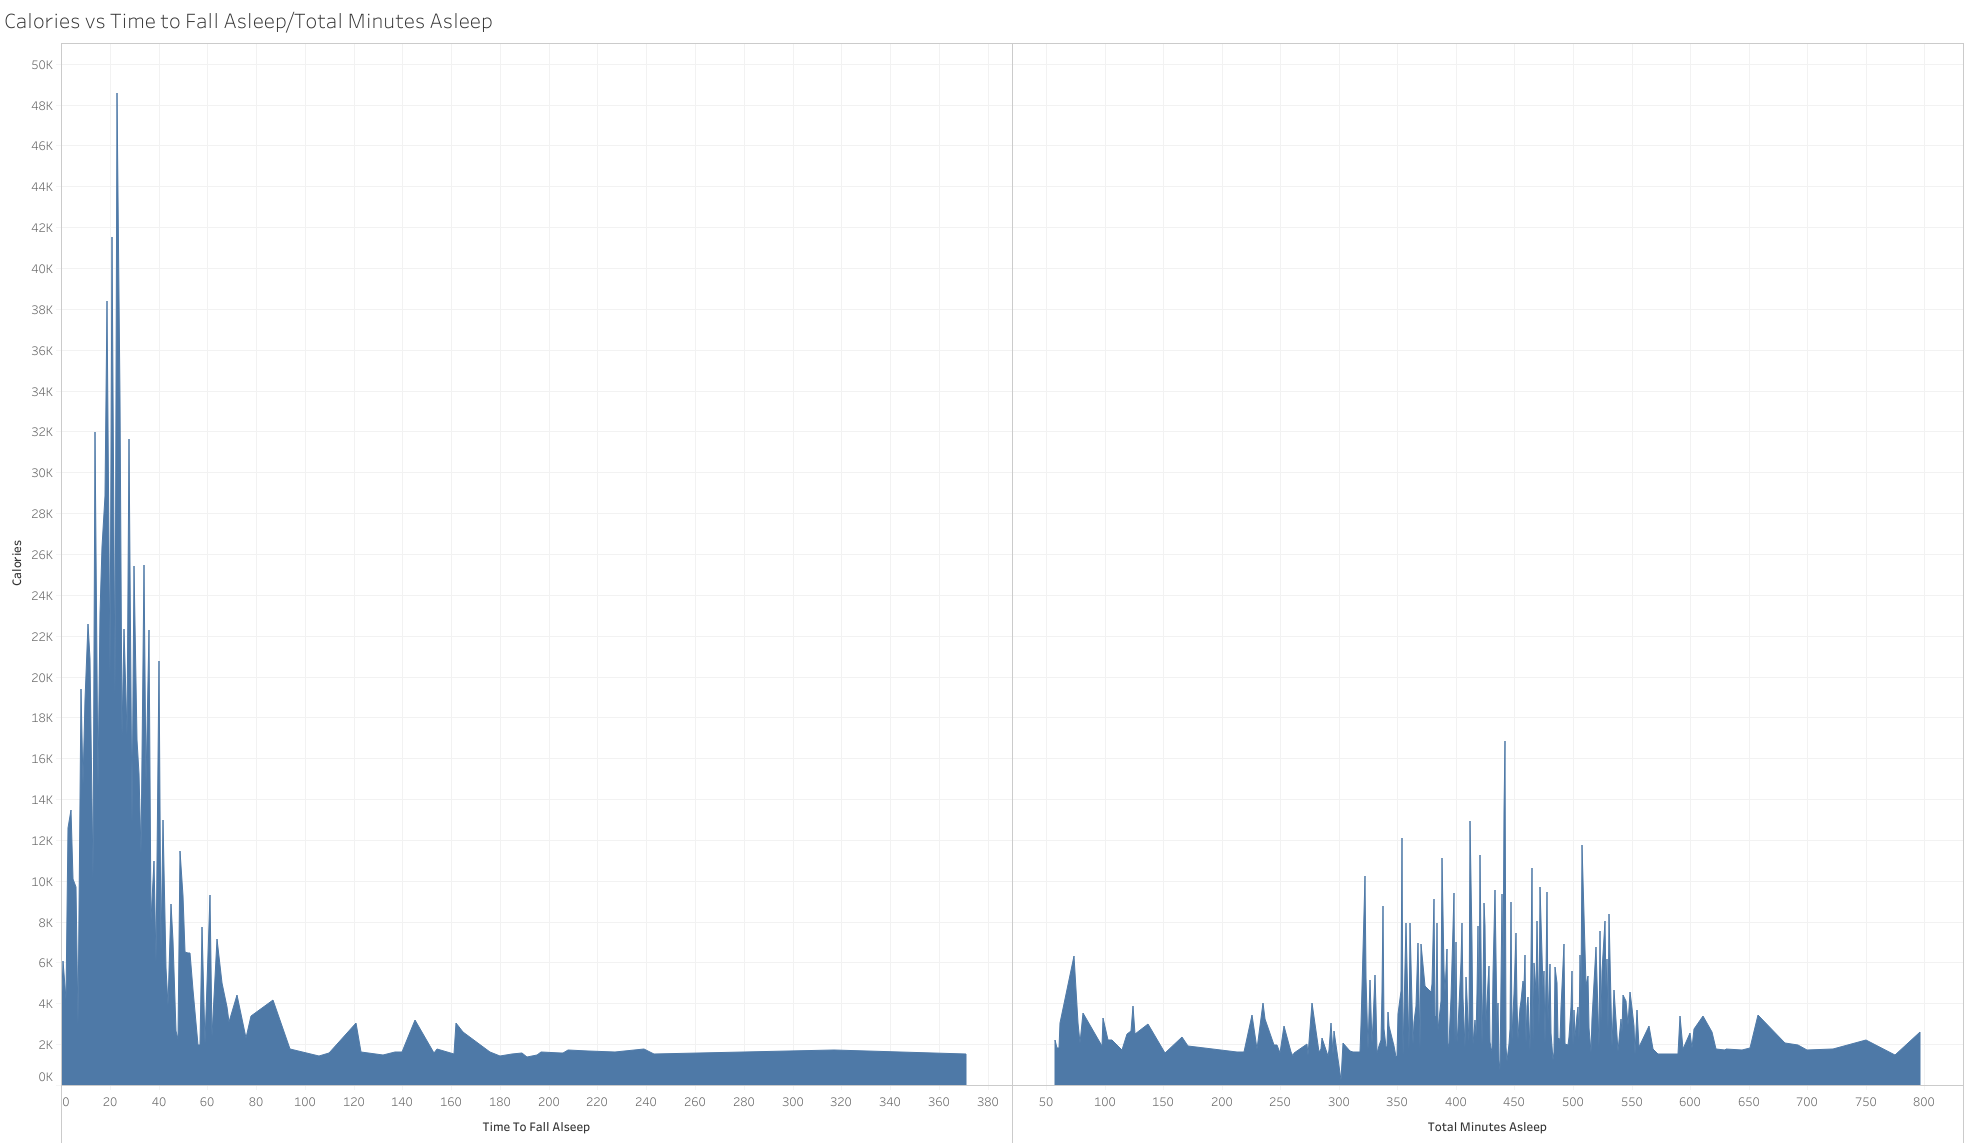 Calories vs Time to Fall Asleep/Total Minutes Asleep
50K
48K
46K
44K
42K
40K
38K
36K
34K
32K
30K
28K
26K
24K
22K
20K
18K
16K
14K
12K
10K
8K
6K
4K
2K
0K
Calories
0 20 40 60 80 100 120 140 160 180 200 220 240 260 280 300 320 340 360 380
50 100 150 200 250 300 350 400 450 500 550 600 650 700 750 800
Time To Fall Alseep
Total Minutes Asleep